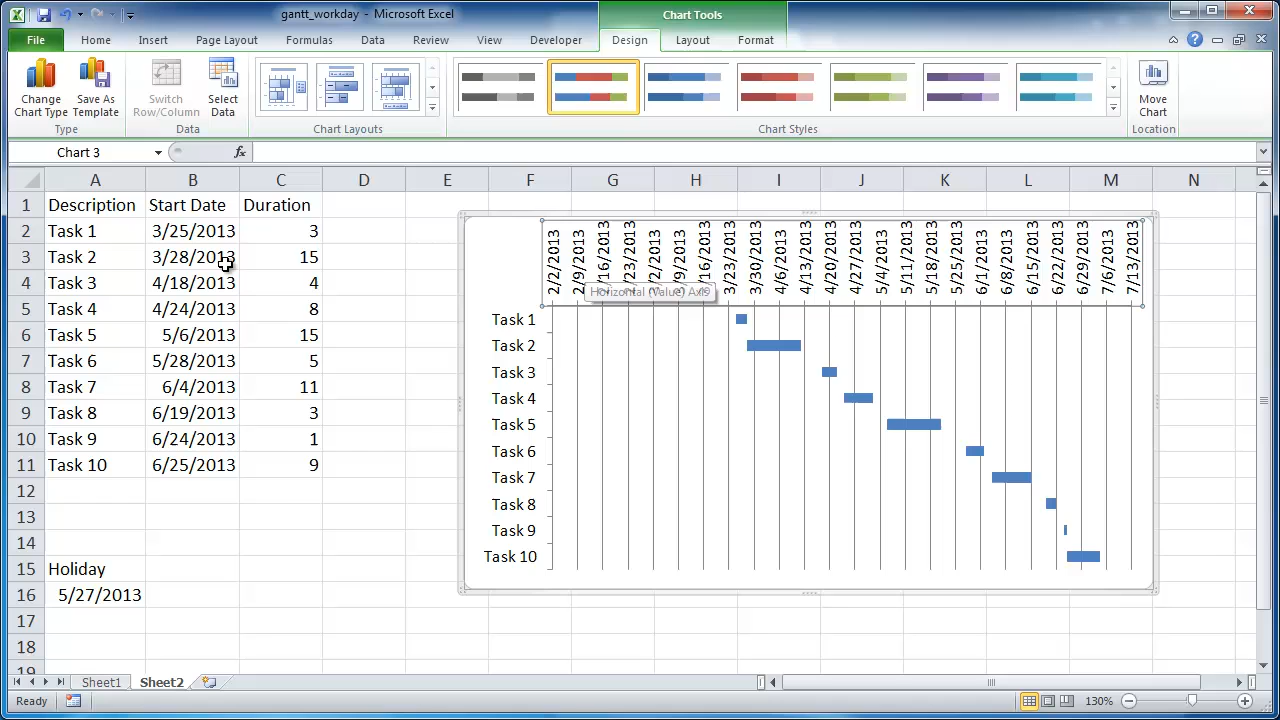 gantt_workday - Microsoft Excel
Chart Tools
File Home Insert Page Layout Formulas Data Review View Developer Design Layout Format
Change Chart Type
Save As Template
Switch Row/Column
Select Data
Move Chart
Type Data Chart Layouts Chart Styles Location
Chart 3 fx
A B C D E F G H I J K L M N
1 Description Start Date Duration
2 Task 1 3/25/2013 3
3 Task 2 3/28/2013 15
4 Task 3 4/18/2013 4
5 Task 4 4/24/2013 8
6 Task 5 5/6/2013 15
7 Task 6 5/28/2013 5
8 Task 7 6/4/2013 11
9 Task 8 6/19/2013 3
10 Task 9 6/24/2013 1
11 Task 10 6/25/2013 9
12
13
14
15 Holiday
16 5/27/2013
17
18
19
2/2/2013 2/9/2013 3/23/2013 3/30/2013 4/6/2013 4/13/2013 4/20/2013 4/27/2013 5/4/2013 5/11/2013 5/18/2013 5/25/2013 6/1/2013 6/8/2013 6/15/2013 6/22/2013 6/29/2013 7/6/2013 7/13/2013
Horizontal (Value) Axis
Task 1
Task 2
Task 3
Task 4
Task 5
Task 6
Task 7
Task 8
Task 9
Task 10
Sheet1 Sheet2
Ready 130%